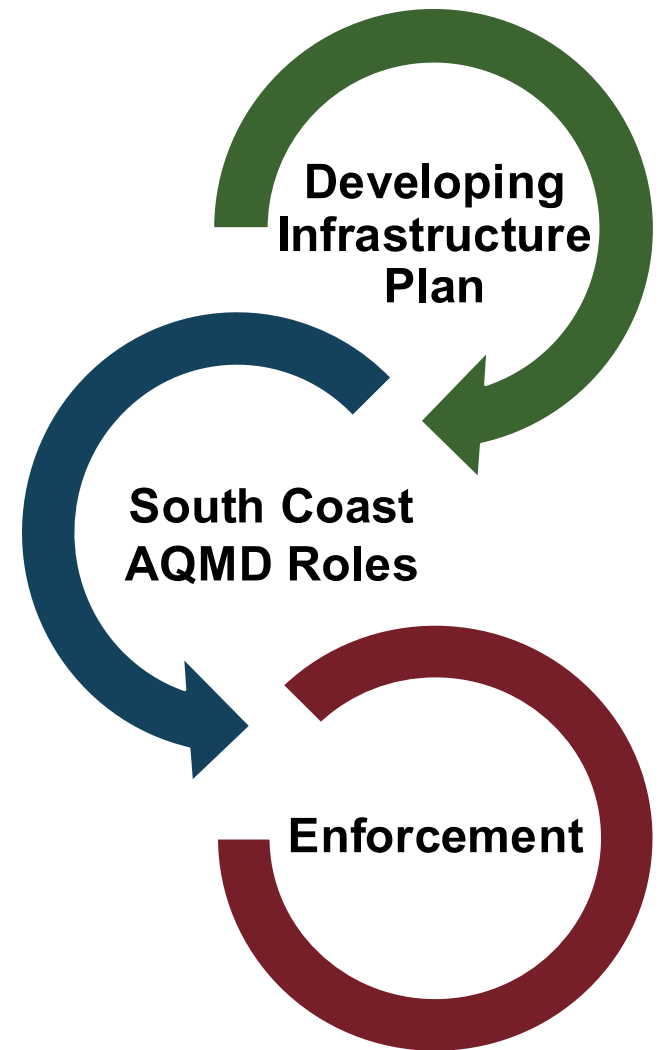 Developing
Infrastructure
Plan
South Coast
AQMD Roles
Enforcement